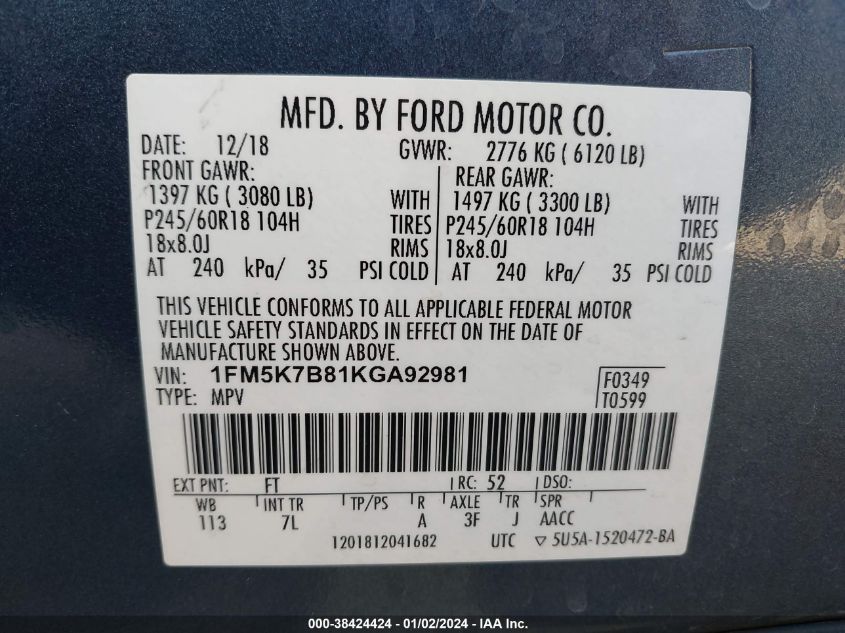 MFD. BY FORD MOTOR CO.
DATE: 12/18 GVWR: 2776 KG ( 6120 LB)
FRONT GAWR: REAR GAWR:
1397 KG ( 3080 LB) WITH 1497 KG ( 3300 LB) WITH
P245/60R18 104H TIRES P245/60R18 104H TIRES
18x8.0J RIMS 18x8.0J RIMS
AT 240 kPa/ 35 PSI COLD AT 240 kPa/ 35 PSI COLD
THIS VEHICLE CONFORMS TO ALL APPLICABLE FEDERAL MOTOR
VEHICLE SAFETY STANDARDS IN EFFECT ON THE DATE OF
MANUFACTURE SHOWN ABOVE.
VIN: 1FM5K7B81KGA92981 F0349
TYPE: MPV T0599
EXT PNT: FT RC: 52 DSO:
WB INT TR TP/PS R AXLE TR SPR
113 7L A 3F J AACC
1201812041682 UTC ▽ 5U5A-1520472-BA
000-38424424 - 01/02/2024 - IAA Inc.